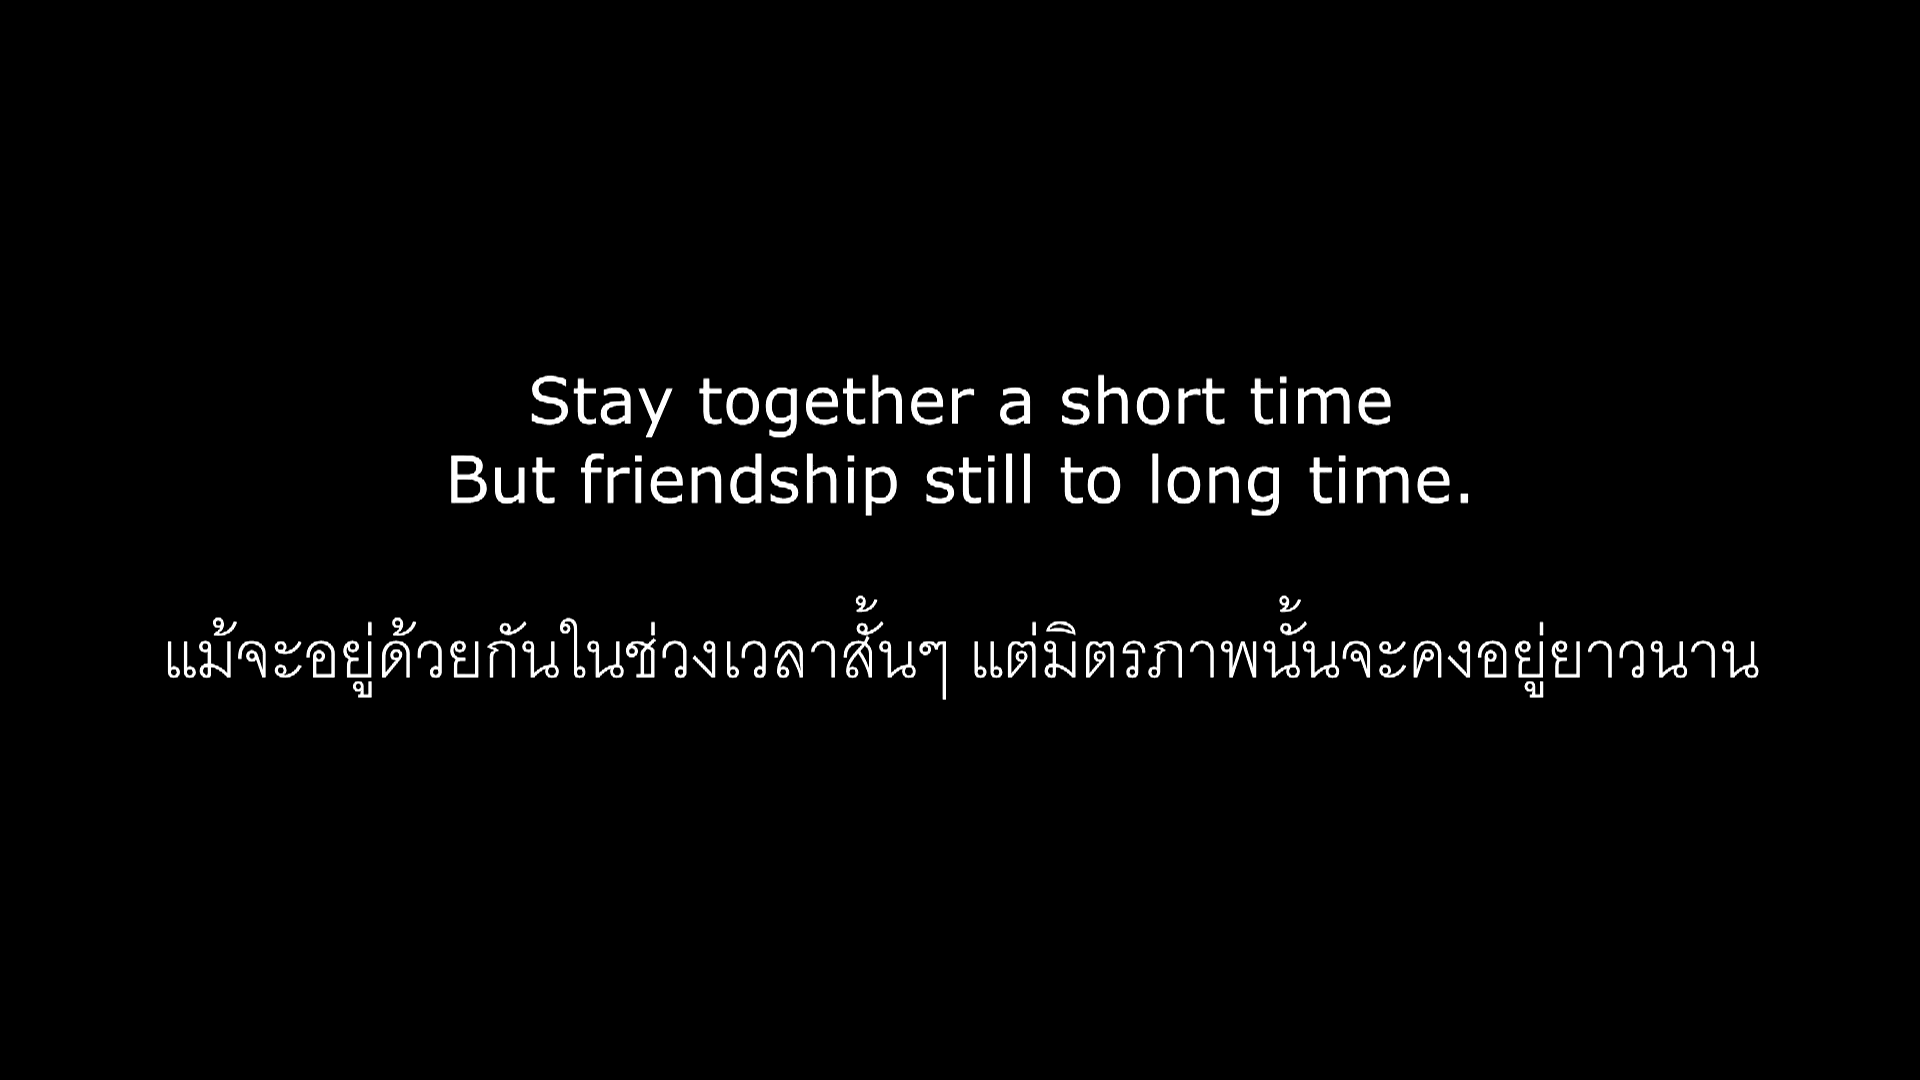 Stay together a short time
But friendship still to long time.
แม้จะอยู่ด้วยกันในช่วงเวลาสั้นๆ แต่มิตรภาพนั้นจะคงอยู่ยาวนาน